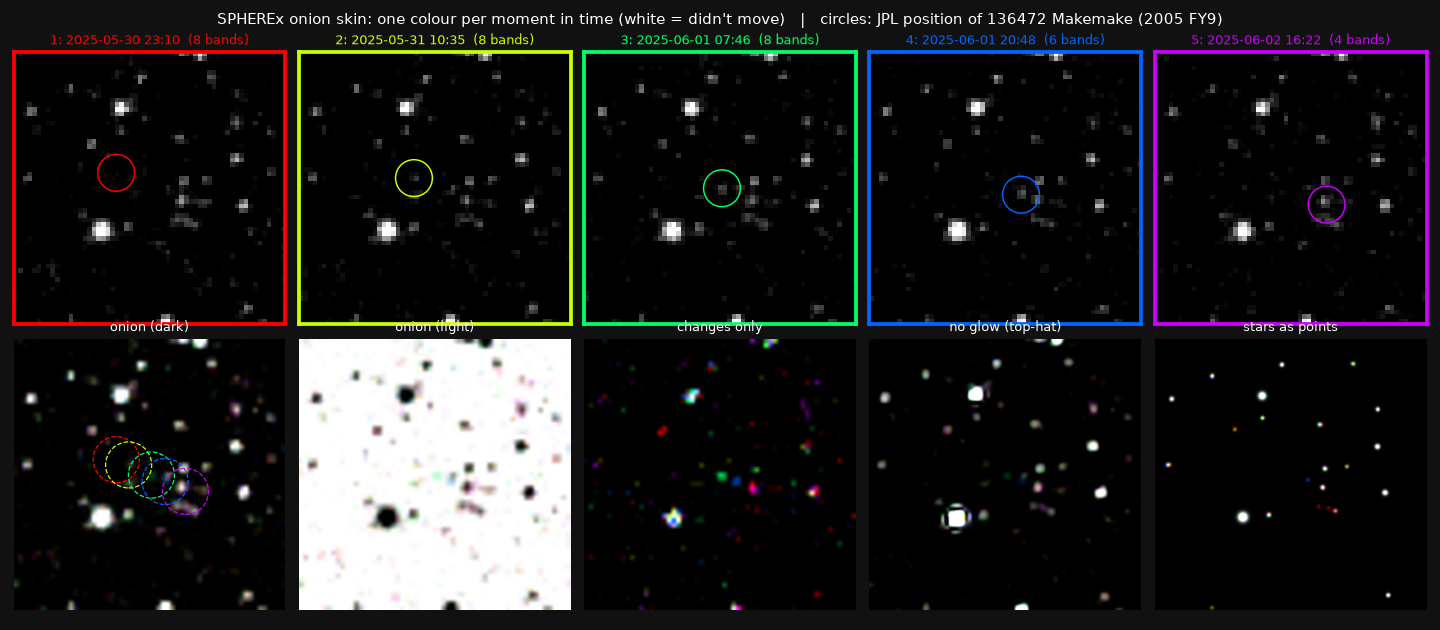 SPHEREx onion skin: one colour per moment in time (white = didn't move)   |   circles: JPL position of 136472 Makemake (2005 FY9)
1: 2025-05-30 23:10  (8 bands)
2: 2025-05-31 10:35  (8 bands)
3: 2025-06-01 07:46  (8 bands)
4: 2025-06-01 20:48  (6 bands)
5: 2025-06-02 16:22  (4 bands)
onion (dark)
onion (light)
changes only
no glow (top-hat)
stars as points